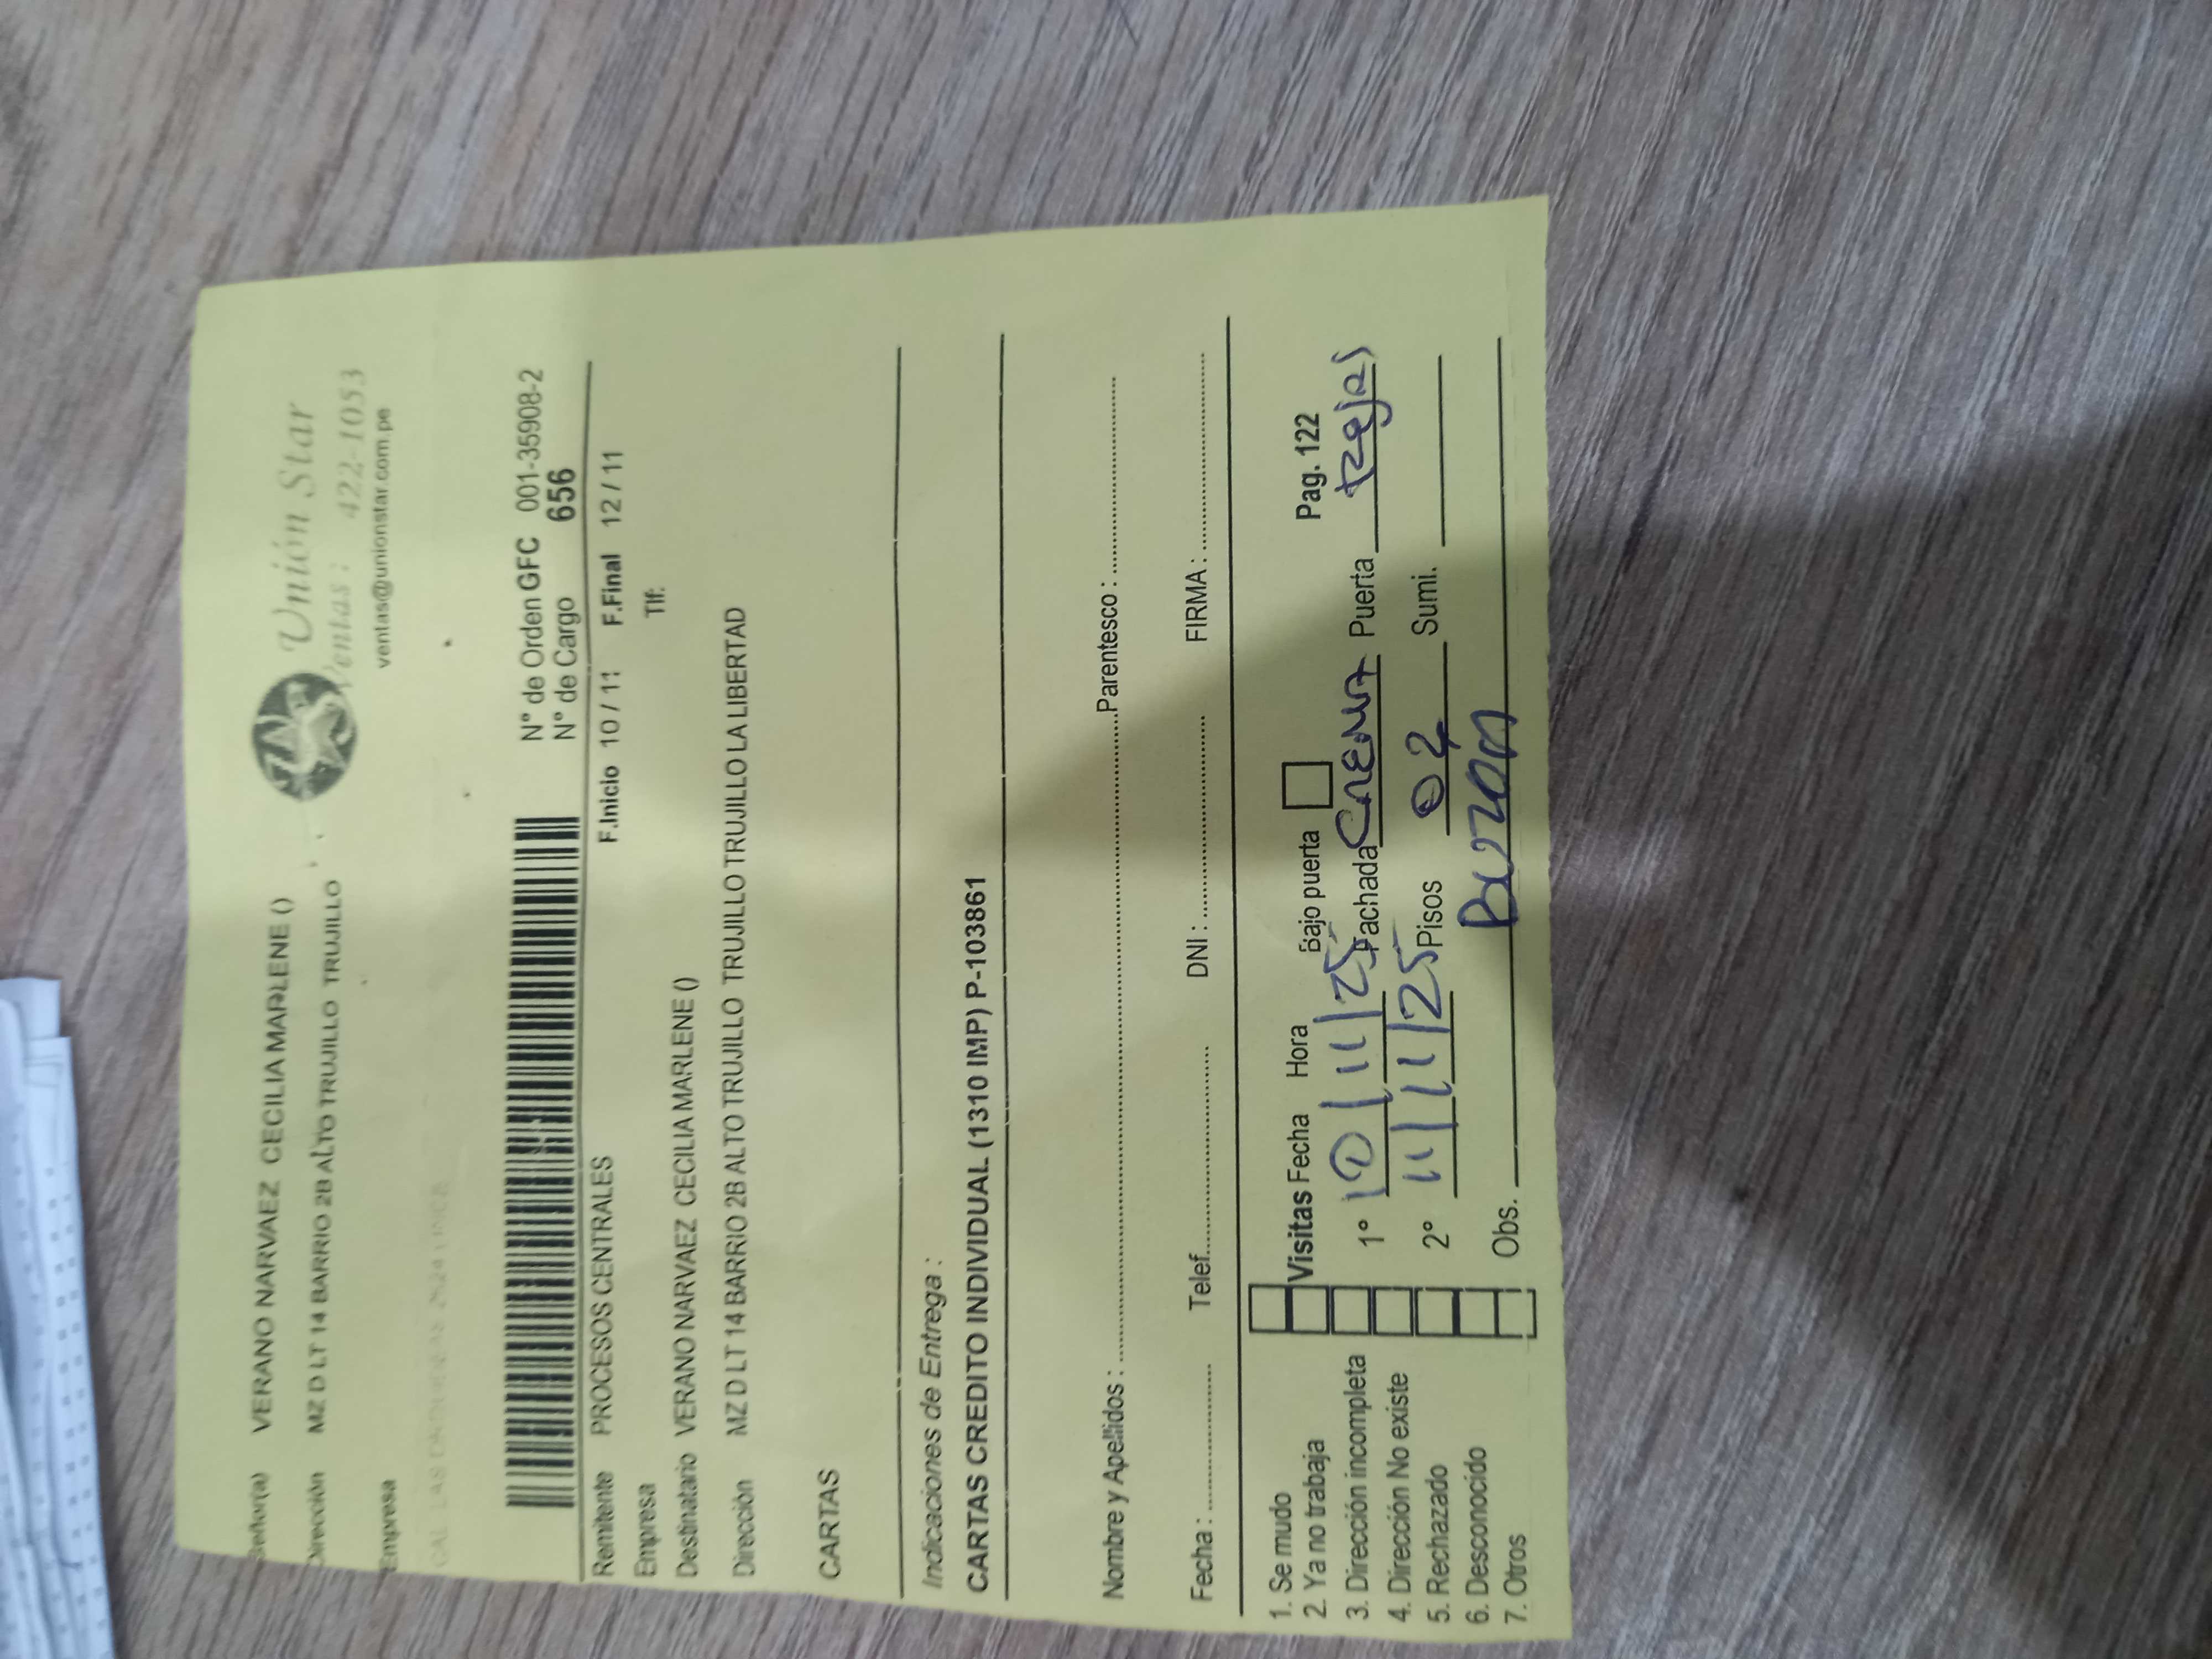 Señor(a) VERANO NARVAEZ CECILIA MARLENE ()
Dirección MZ D LT 14 BARRIO 2B ALTO TRUJILLO TRUJILLO
Empresa
Unión Star
Ventas : 422-1053
ventas@unionstar.com.pe
N° de Orden GFC 001-35908-2
N° de Cargo 656
Remitente PROCESOS CENTRALES F.Inicio 10 / 11 F.Final 12 / 11
Empresa Tlf:
Destinatario VERANO NARVAEZ CECILIA MARLENE ()
Dirección MZ D LT 14 BARRIO 2B ALTO TRUJILLO TRUJILLO TRUJILLO TRUJILLO LA LIBERTAD
CARTAS
Indicaciones de Entrega :
CARTAS CREDITO INDIVIDUAL (1310 IMP) P-103861
Nombre y Apellidos : Parentesco :
Fecha : Telef. DNI : FIRMA :
1. Se mudo
2. Ya no trabaja
3. Dirección incompleta
4. Dirección No existe
5. Rechazado
6. Desconocido
7. Otros
Visitas Fecha Hora Bajo puerta Pag. 122
1° 10/11/25 Fachada Crema Puerta rejas
2° 11/11/25 Pisos 02 Sumi.
Obs. Buzon